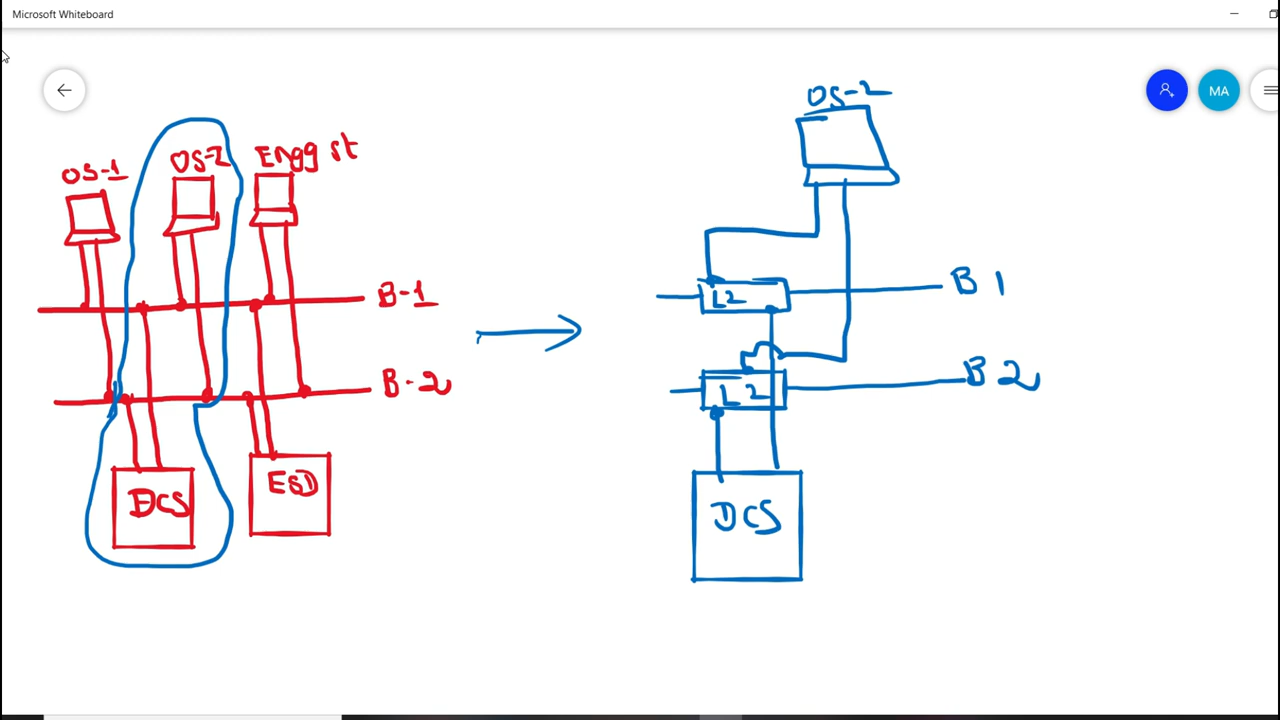 Microsoft Whiteboard
MA
OS-1
OS-2
Engg st
B-1
B-2
DCS
ESD
OS-2
L2
B 1
L2
B 2
DCS